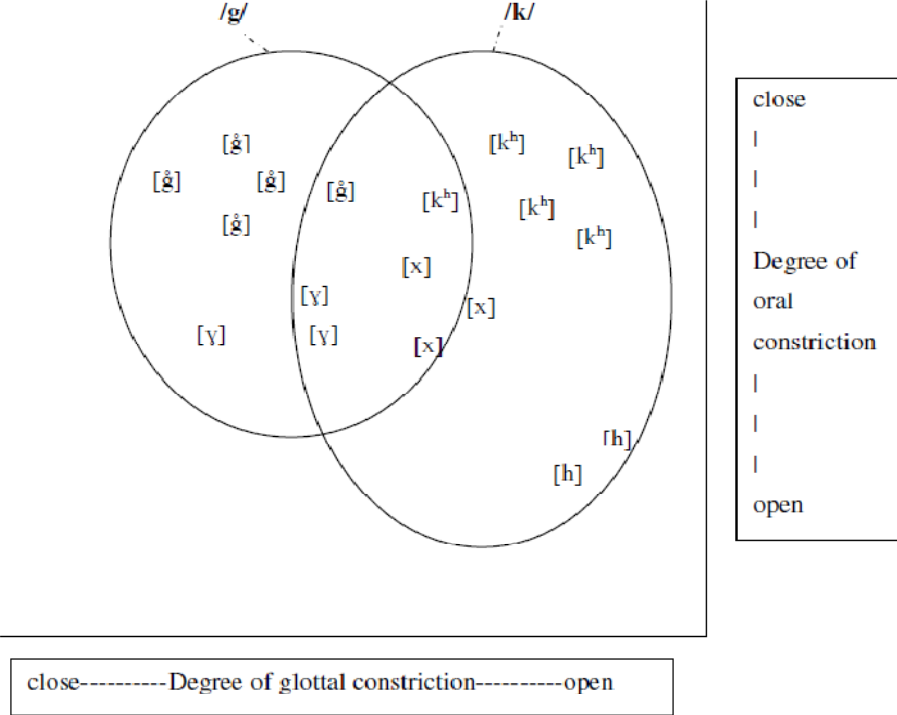 /g/ /k/
[g̊] [kʰ] [kʰ]
[g̊] [g̊] [g̊] [kʰ] [kʰ]
[g̊] [kʰ]
[x]
[ɣ] [x]
[ɣ] [ɣ] [x]
[h]
[h]
close
|
|
|
Degree of
oral
constriction
|
|
|
open
close----------Degree of glottal constriction----------open